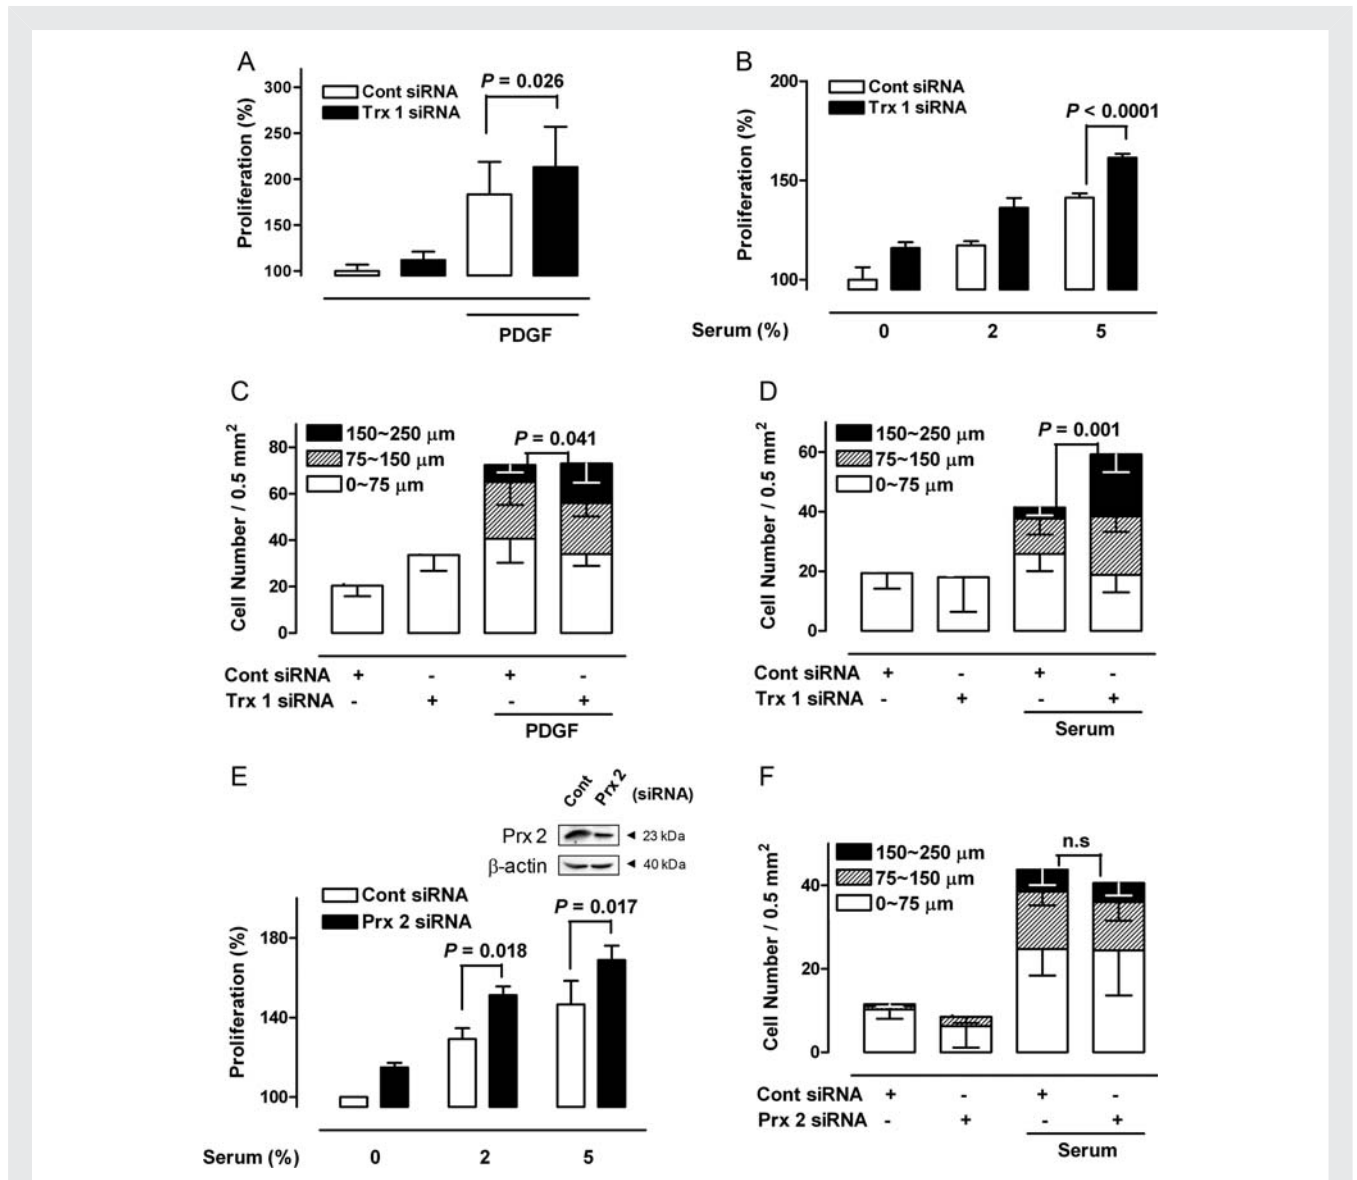 A
300
250
200
150
100
Proliferation (%)
Cont siRNA
Trx 1 siRNA
P = 0.026
PDGF
B
200
150
100
Proliferation (%)
Cont siRNA
Trx 1 siRNA
P < 0.0001
Serum (%) 0 2 5
C
80
60
40
20
0
Cell Number / 0.5 mm²
150~250 μm
75~150 μm
0~75 μm
P = 0.041
Cont siRNA + - + -
Trx 1 siRNA - + - +
PDGF
D
60
40
20
0
Cell Number / 0.5 mm²
150~250 μm
75~150 μm
0~75 μm
P = 0.001
Cont siRNA + - + -
Trx 1 siRNA - + - +
Serum
E
Cont Prx 2 (siRNA)
Prx 2 ◄ 23 kDa
β-actin ◄ 40 kDa
Cont siRNA
Prx 2 siRNA
180
140
100
Proliferation (%)
P = 0.018
P = 0.017
Serum (%) 0 2 5
F
40
20
0
Cell Number / 0.5 mm²
150~250 μm
75~150 μm
0~75 μm
n.s
Cont siRNA + - + -
Prx 2 siRNA - + - +
Serum